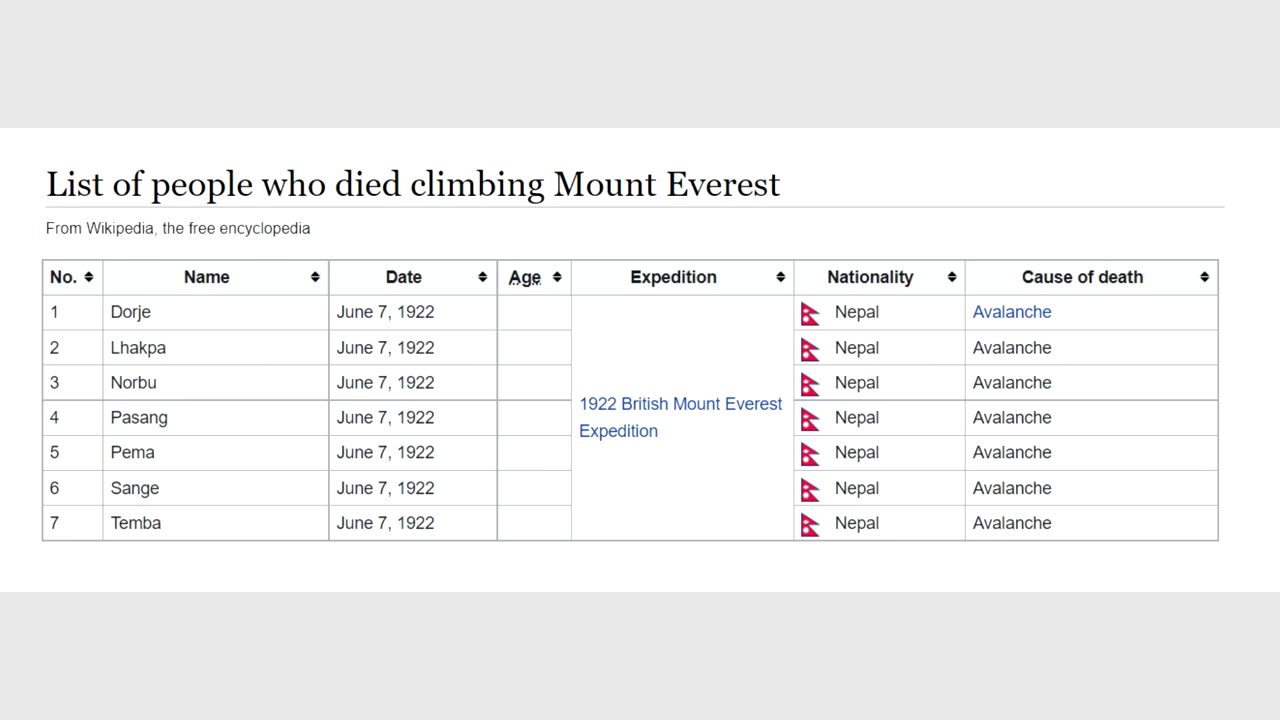 List of people who died climbing Mount Everest
From Wikipedia, the free encyclopedia
No. Name Date Age Expedition Nationality Cause of death
1 Dorje June 7, 1922 Nepal Avalanche
2 Lhakpa June 7, 1922 Nepal Avalanche
3 Norbu June 7, 1922 Nepal Avalanche
1922 British Mount Everest
4 Pasang June 7, 1922 Nepal Avalanche
Expedition
5 Pema June 7, 1922 Nepal Avalanche
6 Sange June 7, 1922 Nepal Avalanche
7 Temba June 7, 1922 Nepal Avalanche